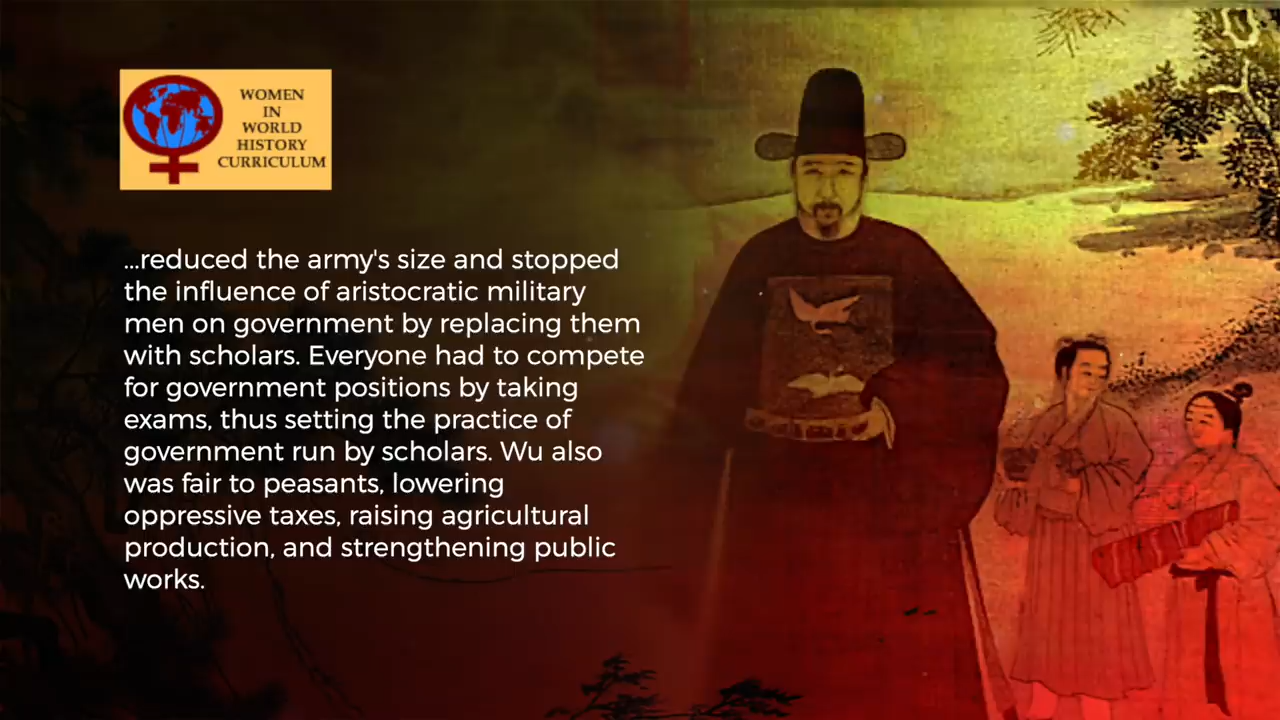 WOMEN
IN
WORLD
HISTORY
CURRICULUM
...reduced the army's size and stopped
the influence of aristocratic military
men on government by replacing them
with scholars. Everyone had to compete
for government positions by taking
exams, thus setting the practice of
government run by scholars. Wu also
was fair to peasants, lowering
oppressive taxes, raising agricultural
production, and strengthening public
works.